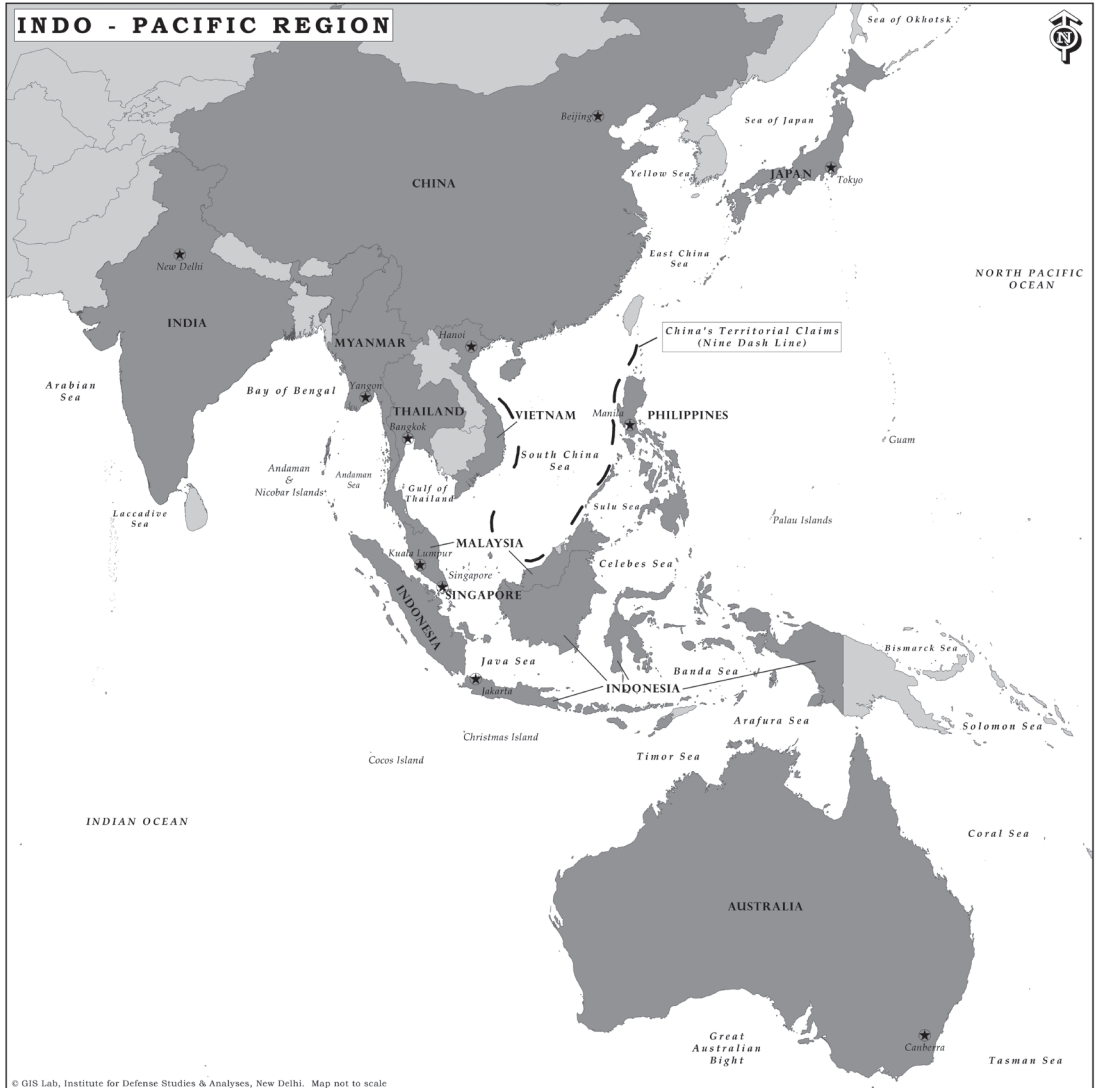 INDO - PACIFIC REGION
N
Sea of Okhotsk
Beijing
Sea of Japan
CHINA
Yellow Sea
JAPAN
Tokyo
New Delhi
East China
Sea
NORTH PACIFIC
OCEAN
INDIA
China's Territorial Claims
(Nine Dash Line)
Hanoi
MYANMAR
Arabian
Sea
Bay of Bengal
Yangon
THAILAND
Bangkok
VIETNAM
Manila
PHILIPPINES
Guam
South China
Sea
Andaman
&
Nicobar Islands
Andaman
Sea
Gulf of
Thailand
Laccadive
Sea
Sulu Sea
Palau Islands
MALAYSIA
Kuala Lumpur
Celebes Sea
Singapore
SINGAPORE
INDONESIA
Bismarck Sea
Java Sea
Banda Sea
INDONESIA
Jakarta
Arafura Sea
Solomon Sea
Christmas Island
Cocos Island
Timor Sea
INDIAN OCEAN
Coral Sea
AUSTRALIA
Great
Australian
Bight
Canberra
Tasman Sea
© GIS Lab, Institute for Defense Studies & Analyses, New Delhi. Map not to scale